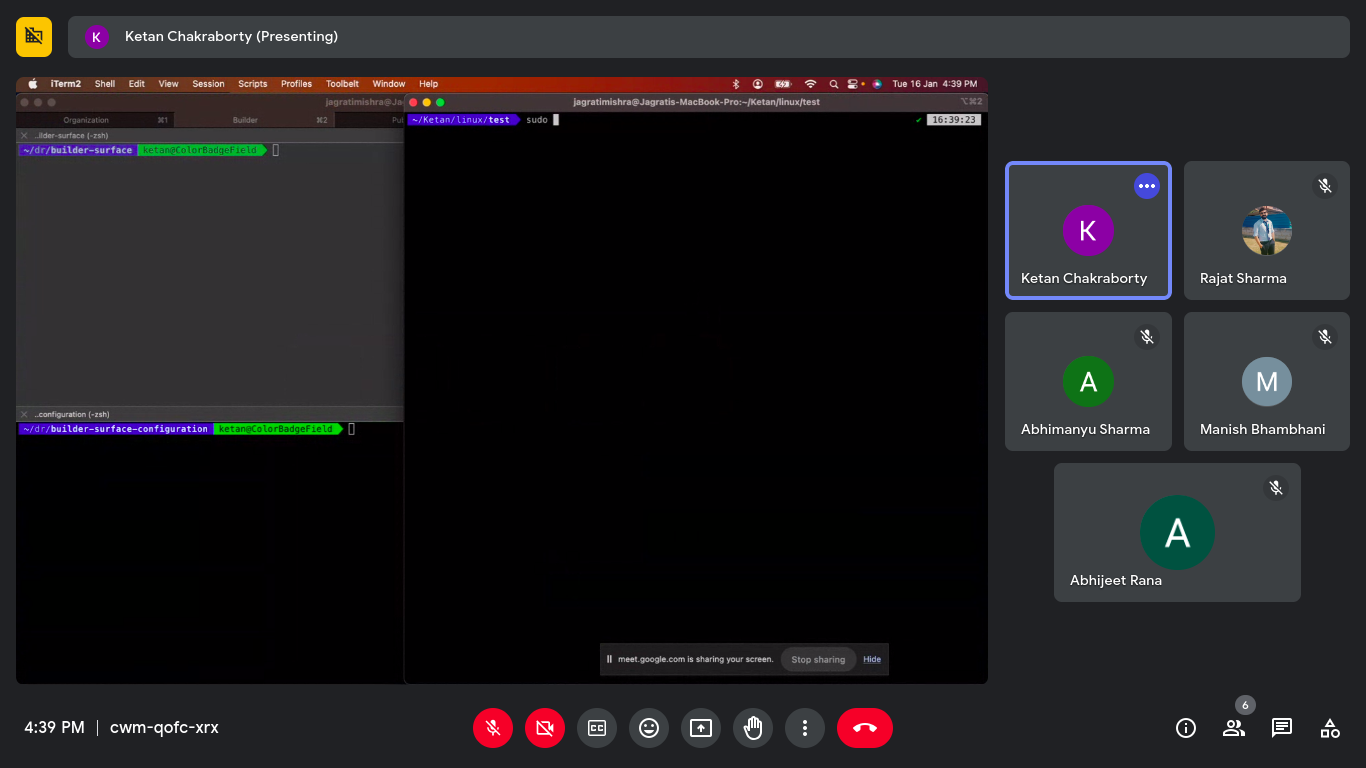 K Ketan Chakraborty (Presenting)
iTerm2 Shell Edit View Session Scripts Profiles Toolbelt Window Help Tue 16 Jan 4:39 PM
jagratimishra@Ja
jagratimishra@Jagratis-MacBook-Pro:~/Ketan/linux/test ⌥⌘2
Organization ⌘1 Builder ⌘2 Pu
..ilder-surface (-zsh)
~/dr/builder-surface ketan@ColorBadgeField
~/Ketan/linux/test sudo ✔ 16:39:23
..configuration (-zsh)
~/dr/builder-surface-configuration ketan@ColorBadgeField
meet.google.com is sharing your screen. Stop sharing Hide
K
Ketan Chakraborty
Rajat Sharma
A
Abhimanyu Sharma
M
Manish Bhambhani
A
Abhijeet Rana
4:39 PM | cwm-qofc-xrx
CC
6